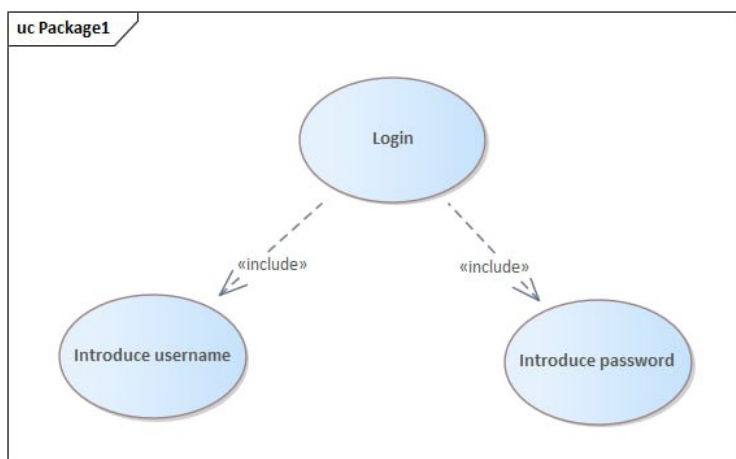 uc Package1
Login
«include»
«include»
Introduce username
Introduce password